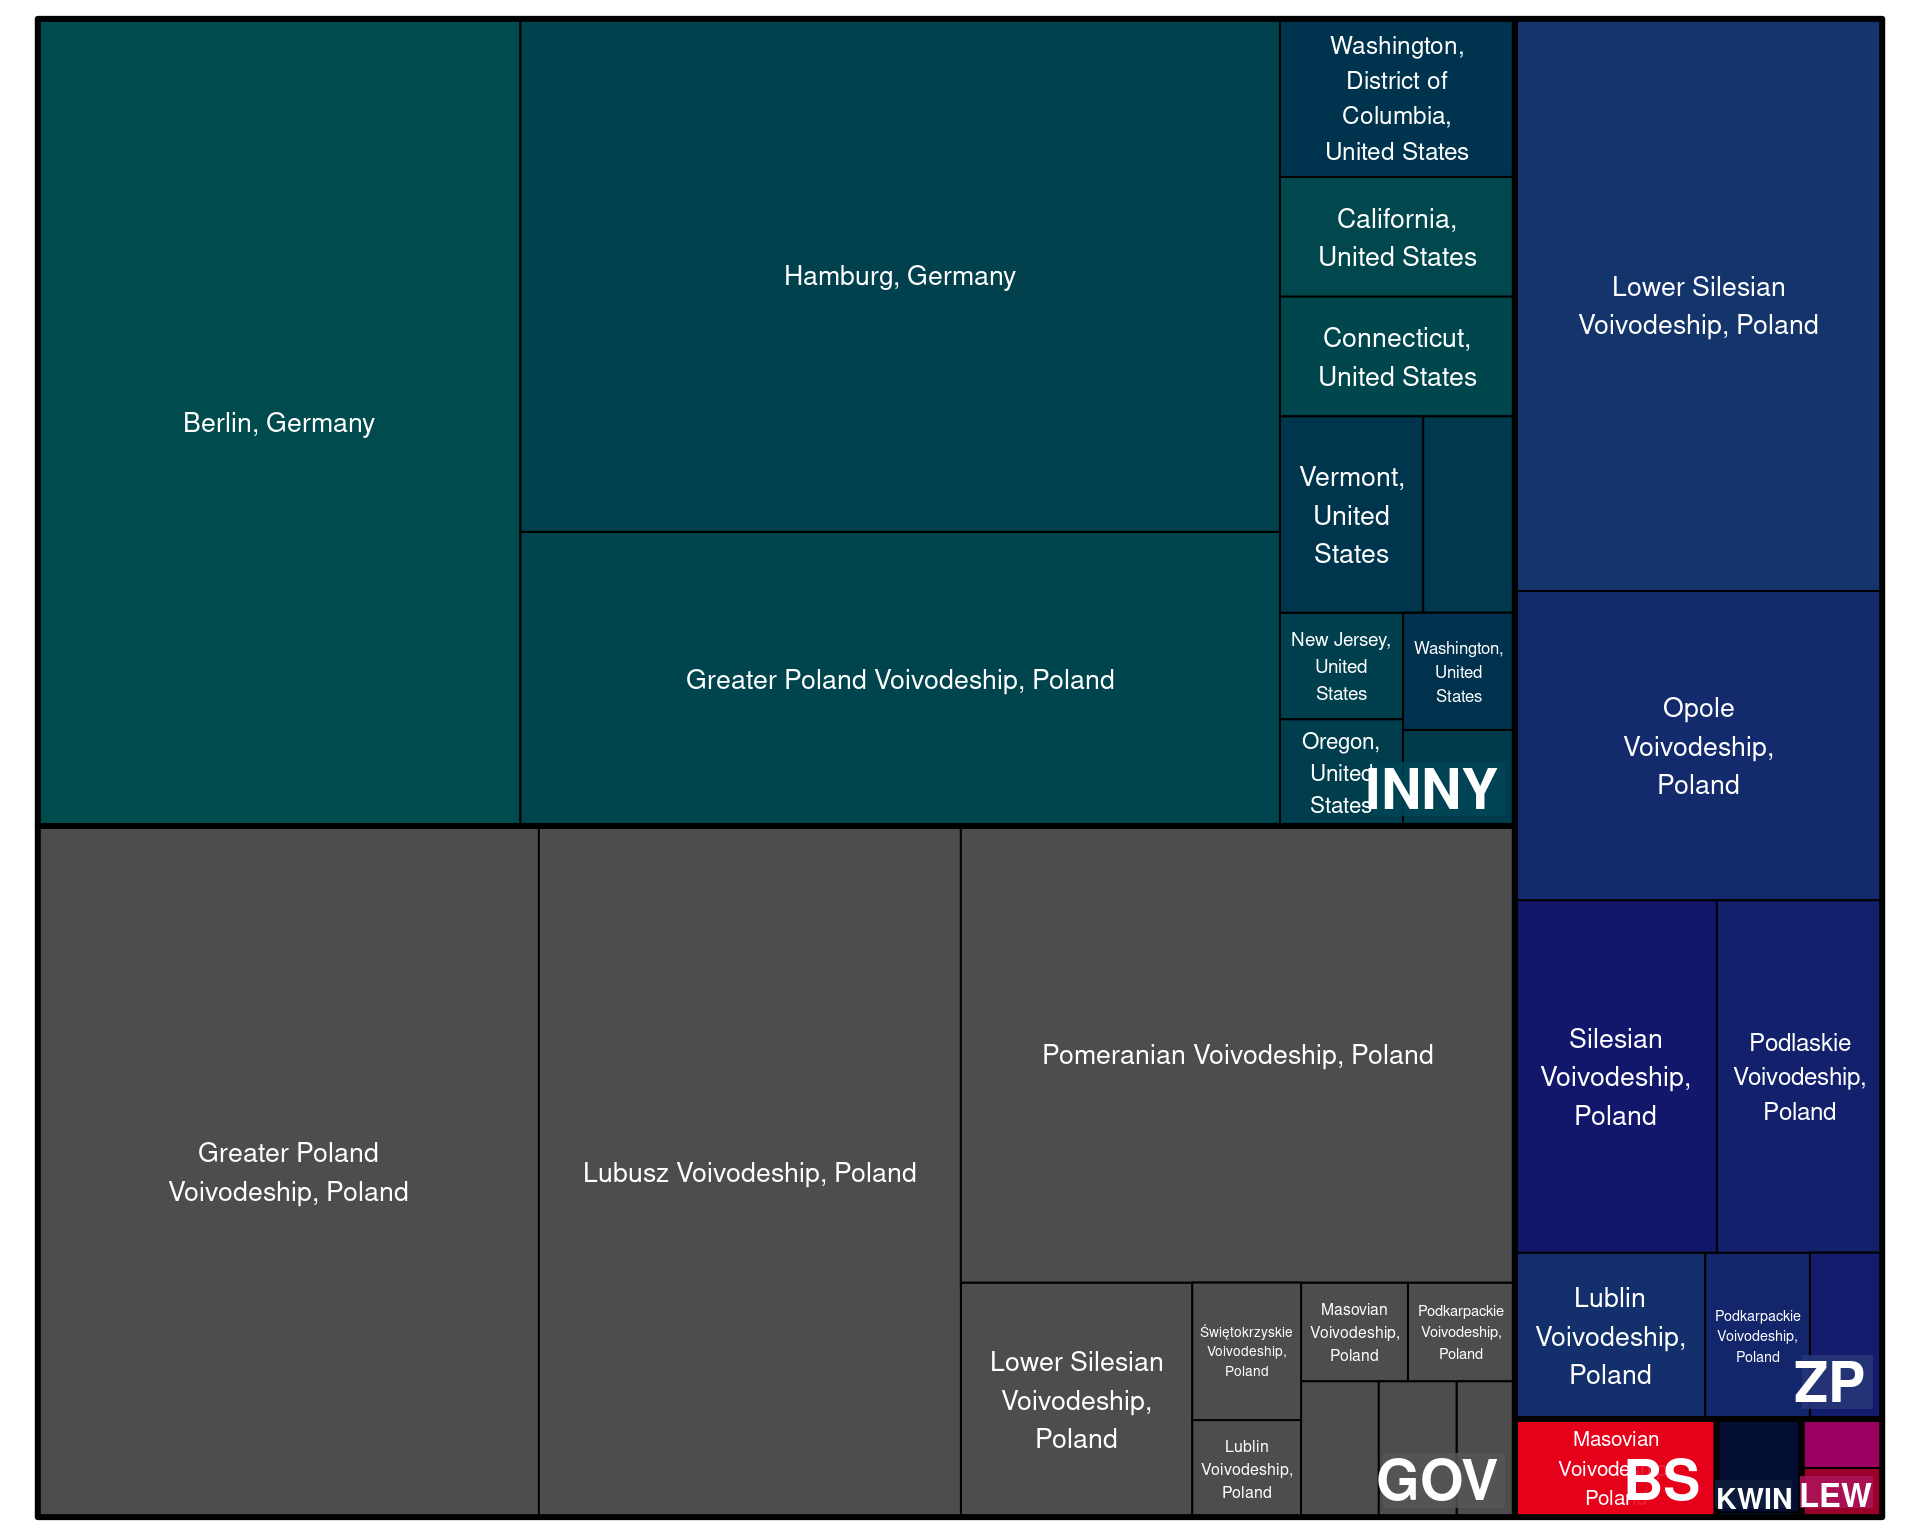 Berlin, Germany
Hamburg, Germany
Greater Poland Voivodeship, Poland
Washington,
District of
Columbia,
United States
California,
United States
Connecticut,
United States
Vermont,
United
States
New Jersey,
United
States
Washington,
United
States
Oregon,
United
States
INNY
Greater Poland
Voivodeship, Poland
Lubusz Voivodeship, Poland
Pomeranian Voivodeship, Poland
Lower Silesian
Voivodeship,
Poland
Świętokrzyskie
Voivodeship,
Poland
Lublin
Voivodeship,
Poland
Masovian
Voivodeship,
Poland
Podkarpackie
Voivodeship,
Poland
GOV
Lower Silesian
Voivodeship, Poland
Opole
Voivodeship,
Poland
Silesian
Voivodeship,
Poland
Podlaskie
Voivodeship,
Poland
Lublin
Voivodeship,
Poland
Podkarpackie
Voivodeship,
Poland
ZP
Masovian
Voivodeship,
Poland
BS
KWIN
LEW